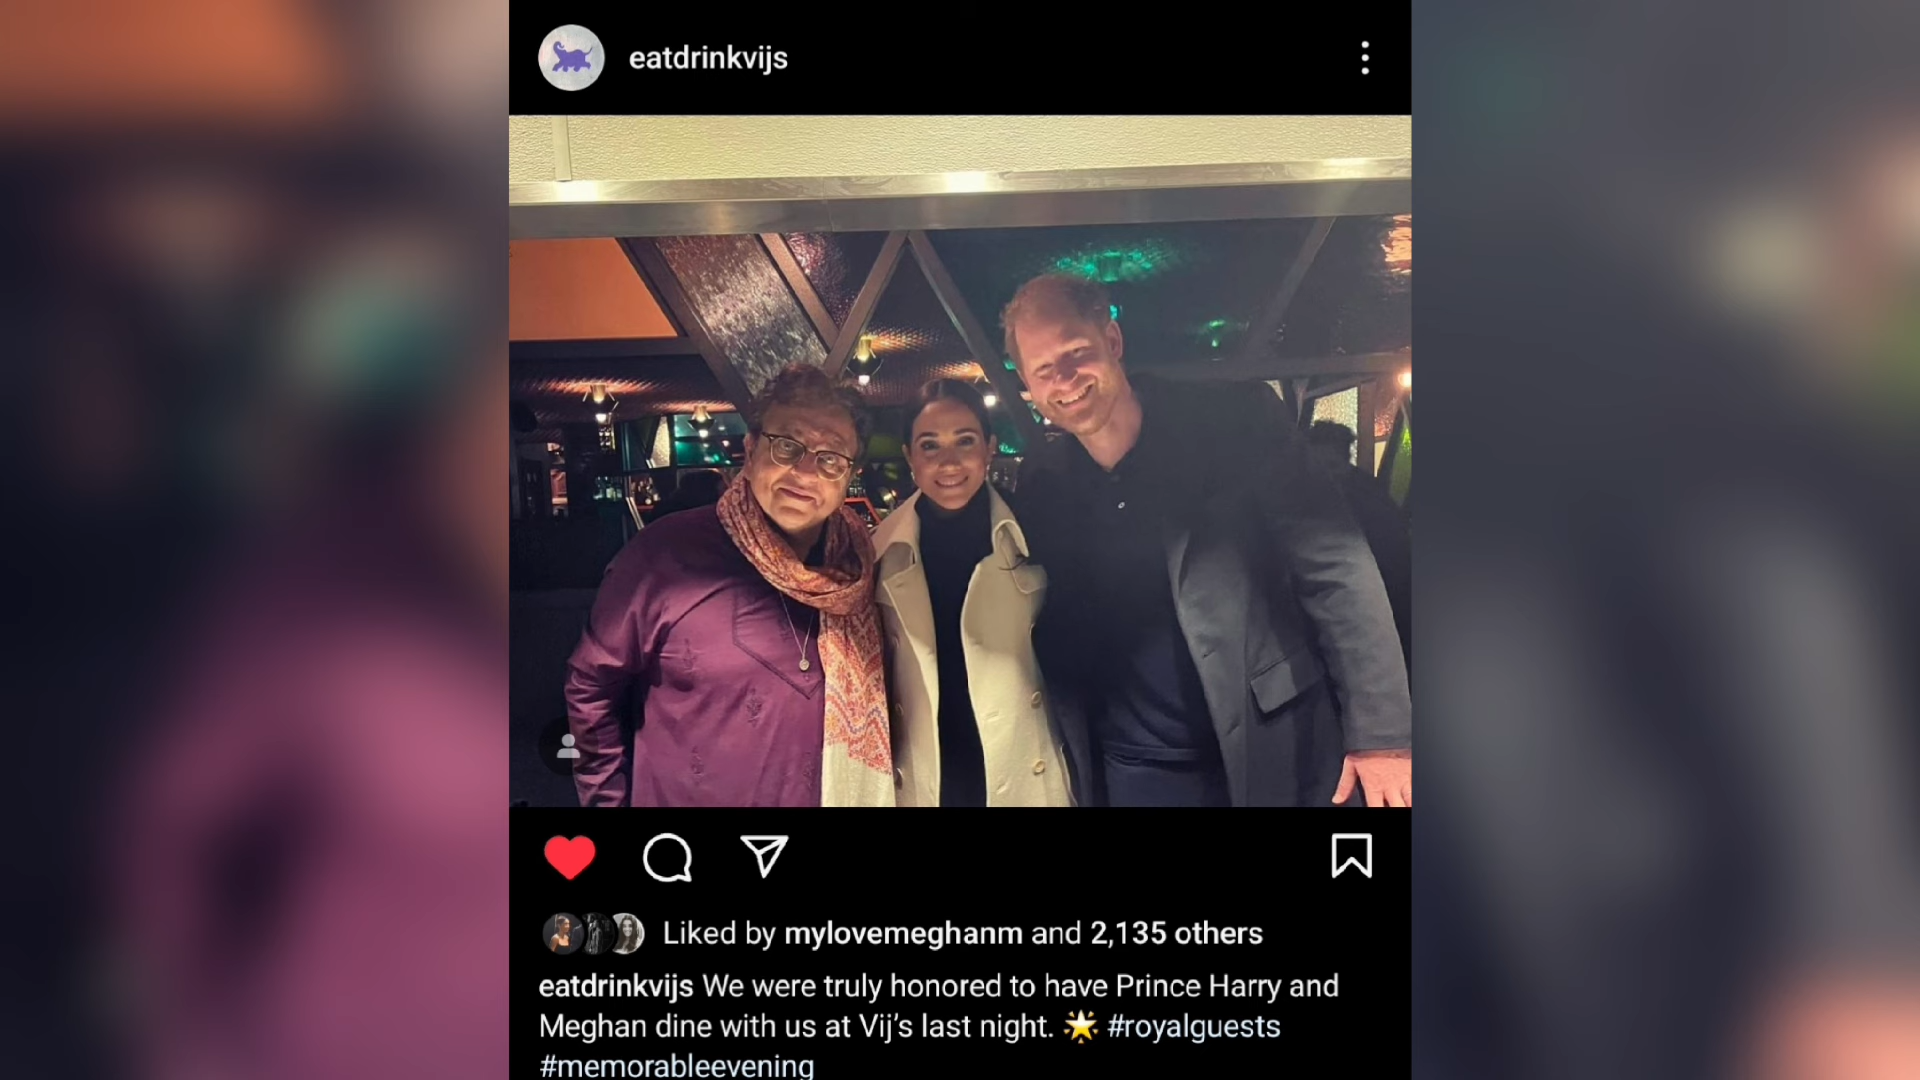 eatdrinkvijs
Liked by mylovemeghanm and 2,135 others
eatdrinkvijs We were truly honored to have Prince Harry and
Meghan dine with us at Vij's last night. 🌟 #royalguests
#memorableevening